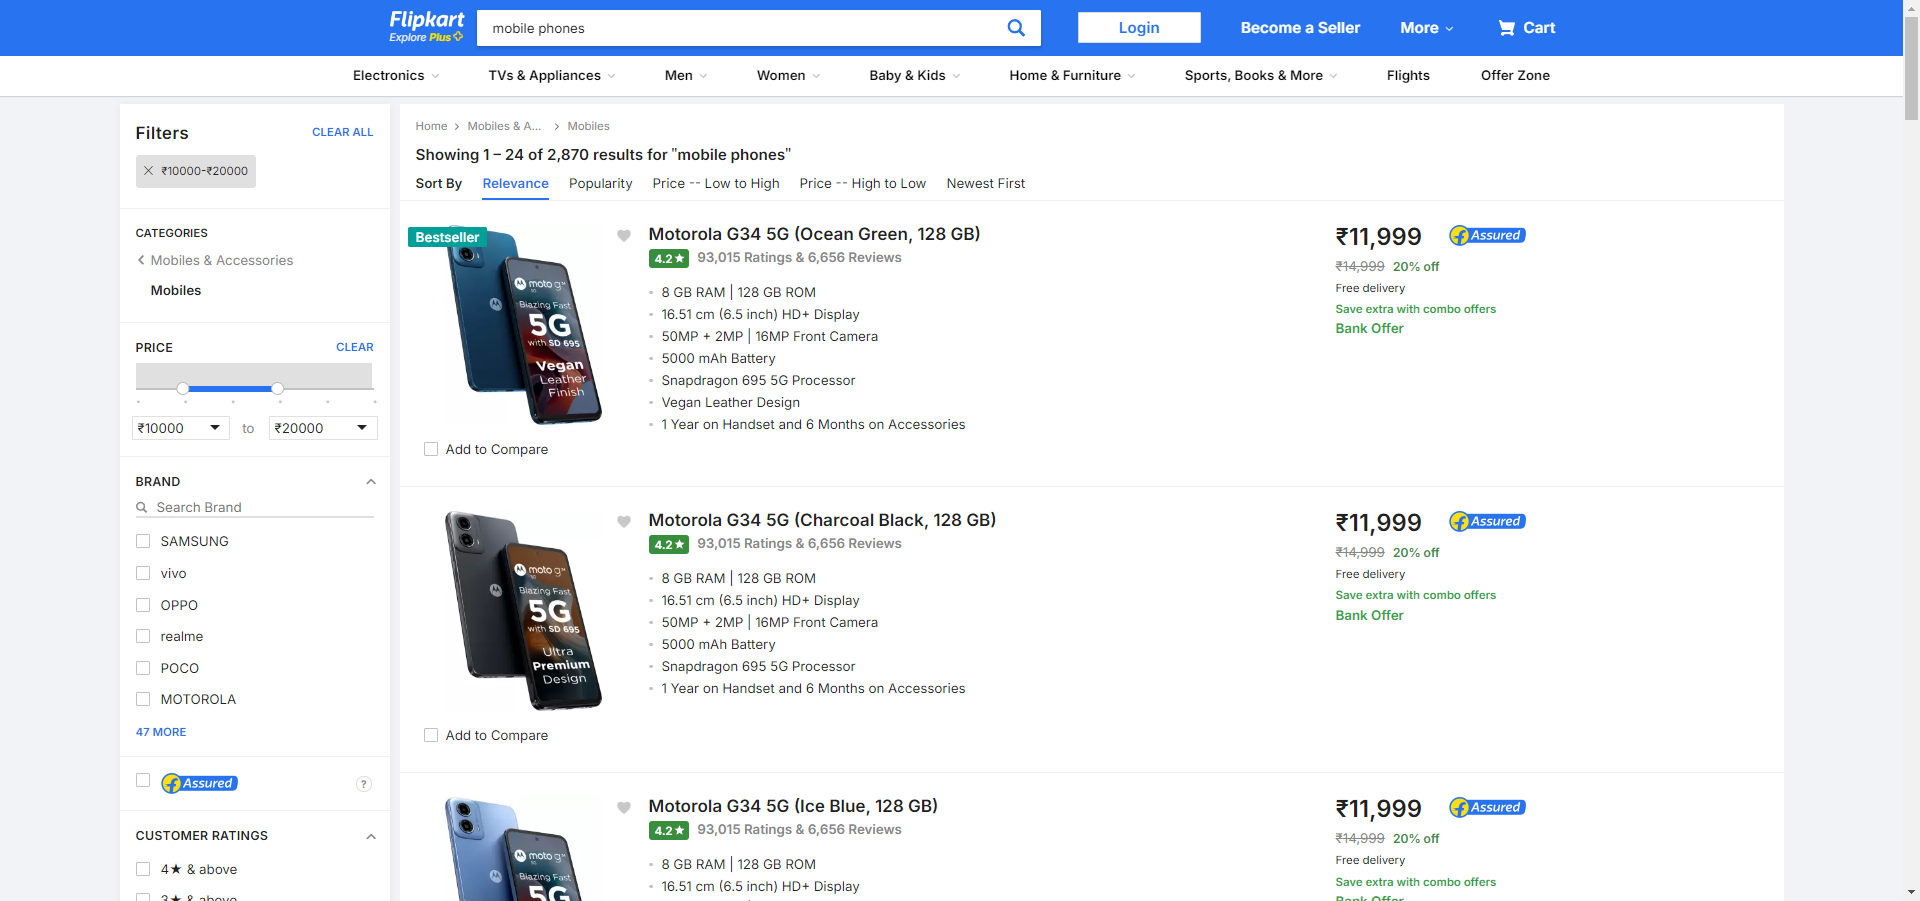 Flipkart
Explore Plus
mobile phones
Login
Become a Seller
More
Cart
Electronics
TVs & Appliances
Men
Women
Baby & Kids
Home & Furniture
Sports, Books & More
Flights
Offer Zone
Filters
CLEAR ALL
₹10000-₹20000
CATEGORIES
Mobiles & Accessories
Mobiles
PRICE
CLEAR
₹10000
to
₹20000
BRAND
Search Brand
SAMSUNG
vivo
OPPO
realme
POCO
MOTOROLA
47 MORE
Assured
?
CUSTOMER RATINGS
4★ & above
3★ & above
Home
Mobiles & A...
Mobiles
Showing 1 – 24 of 2,870 results for "mobile phones"
Sort By
Relevance
Popularity
Price -- Low to High
Price -- High to Low
Newest First
Bestseller
moto g
Blazing Fast
5G
with SD 695
Vegan
Leather
Finish
Add to Compare
Motorola G34 5G (Ocean Green, 128 GB)
4.2★ 93,015 Ratings & 6,656 Reviews
8 GB RAM | 128 GB ROM
16.51 cm (6.5 inch) HD+ Display
50MP + 2MP | 16MP Front Camera
5000 mAh Battery
Snapdragon 695 5G Processor
Vegan Leather Design
1 Year on Handset and 6 Months on Accessories
₹11,999
Assured
₹14,999 20% off
Free delivery
Save extra with combo offers
Bank Offer
moto g
Blazing Fast
5G
with SD 695
Ultra
Premium
Design
Add to Compare
Motorola G34 5G (Charcoal Black, 128 GB)
4.2★ 93,015 Ratings & 6,656 Reviews
8 GB RAM | 128 GB ROM
16.51 cm (6.5 inch) HD+ Display
50MP + 2MP | 16MP Front Camera
5000 mAh Battery
Snapdragon 695 5G Processor
1 Year on Handset and 6 Months on Accessories
₹11,999
Assured
₹14,999 20% off
Free delivery
Save extra with combo offers
Bank Offer
moto g
Blazing Fast
5G
Motorola G34 5G (Ice Blue, 128 GB)
4.2★ 93,015 Ratings & 6,656 Reviews
8 GB RAM | 128 GB ROM
16.51 cm (6.5 inch) HD+ Display
₹11,999
Assured
₹14,999 20% off
Free delivery
Save extra with combo offers
Bank Offer